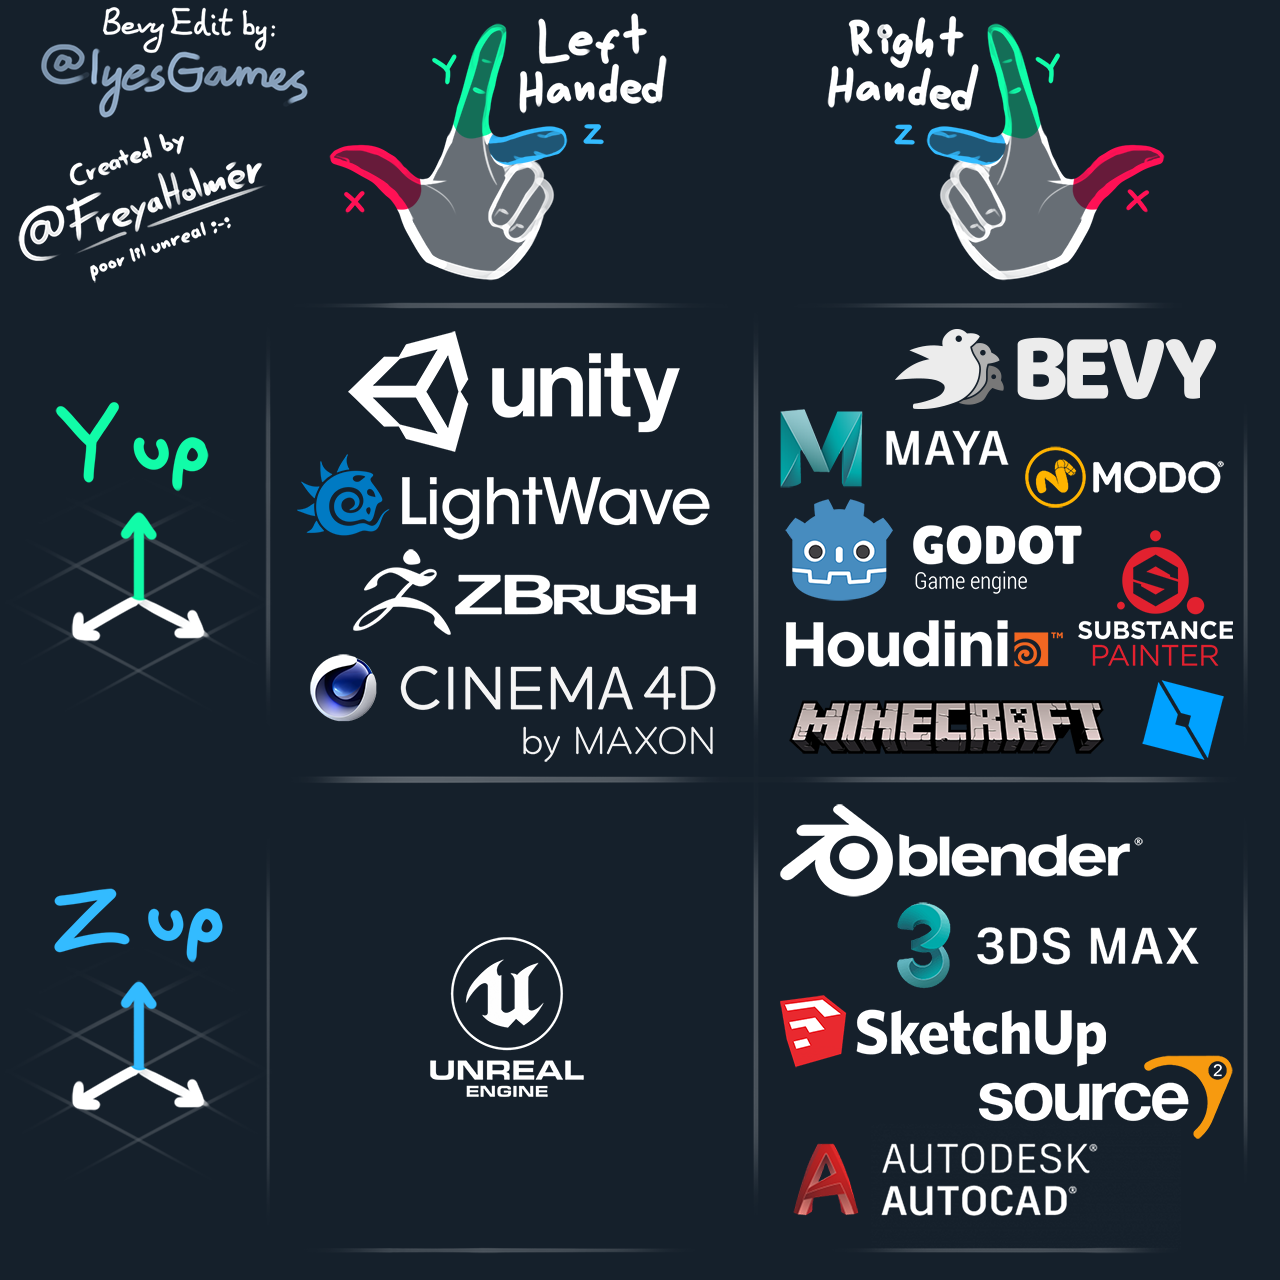 Bevy Edit by:
@IyesGames
Created by
@FreyaHolmér
poor lil unreal :-;
Left
Handed
Y
Z
X
Right
Handed
Y
Z
X
Y up
unity
LightWave
ZBRUSH
CINEMA 4D
by MAXON
BEVY
MAYA
MODO®
GODOT
Game engine
Houdini™
SUBSTANCE
PAINTER
MINECRAFT
Z up
UNREAL
ENGINE
blender®
3
3DS MAX
SketchUp
source 2
AUTODESK®
AUTOCAD®